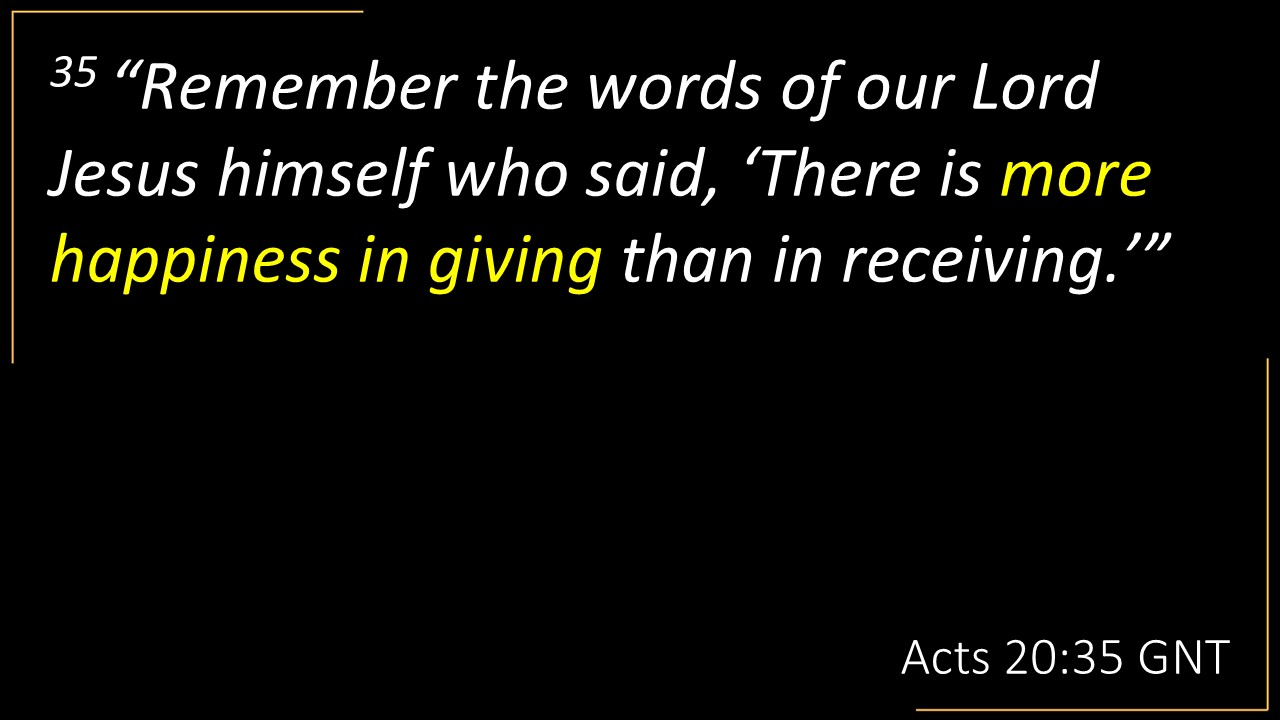 35 “Remember the words of our Lord
Jesus himself who said, ‘There is more
happiness in giving than in receiving.’”
Acts 20:35 GNT